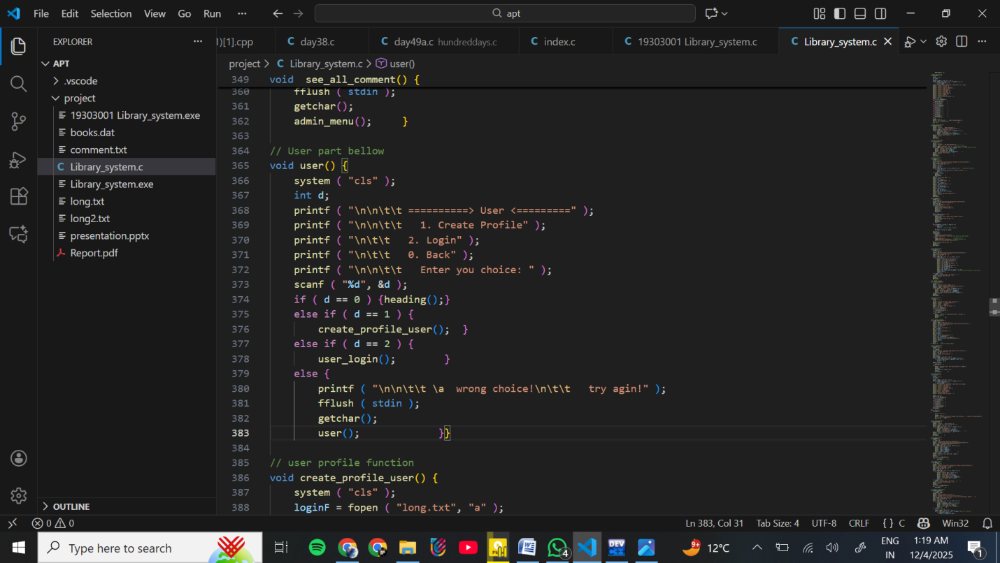 File Edit Selection View Go Run ··· apt
EXPLORER ···
)[1].cpp
day38.c
day49a.c hundreddays.c
index.c
19303001 Library_system.c
Library_system.c
APT
.vscode
project
19303001 Library_system.exe
books.dat
comment.txt
Library_system.c
Library_system.exe
long.txt
long2.txt
presentation.pptx
Report.pdf
OUTLINE
project > C Library_system.c > user()
349 void see_all_comment() {
360 fflush ( stdin );
361 getchar();
362 admin_menu(); }
363
364 // User part bellow
365 void user() {
366 system ( "cls" );
367 int d;
368 printf ( "\n\n\t\t ==========> User <=========" );
369 printf ( "\n\n\t\t 1. Create Profile" );
370 printf ( "\n\t\t 2. Login" );
371 printf ( "\n\t\t 0. Back" );
372 printf ( "\n\n\t\t Enter you choice: " );
373 scanf ( "%d", &d );
374 if ( d == 0 ) {heading();}
375 else if ( d == 1 ) {
376 create_profile_user(); }
377 else if ( d == 2 ) {
378 user_login(); }
379 else {
380 printf ( "\n\n\t\t \a wrong choice!\n\t\t try agin!" );
381 fflush ( stdin );
382 getchar();
383 user(); }}
384
385 // user profile function
386 void create_profile_user() {
387 system ( "cls" );
388 loginF = fopen ( "long.txt", "a" );
0 0 Ln 383, Col 31 Tab Size: 4 UTF-8 CRLF {} C Win32
Type here to search
DEV
4
9+
12°C
ENG
IN
1:19 AM
12/4/2025
1